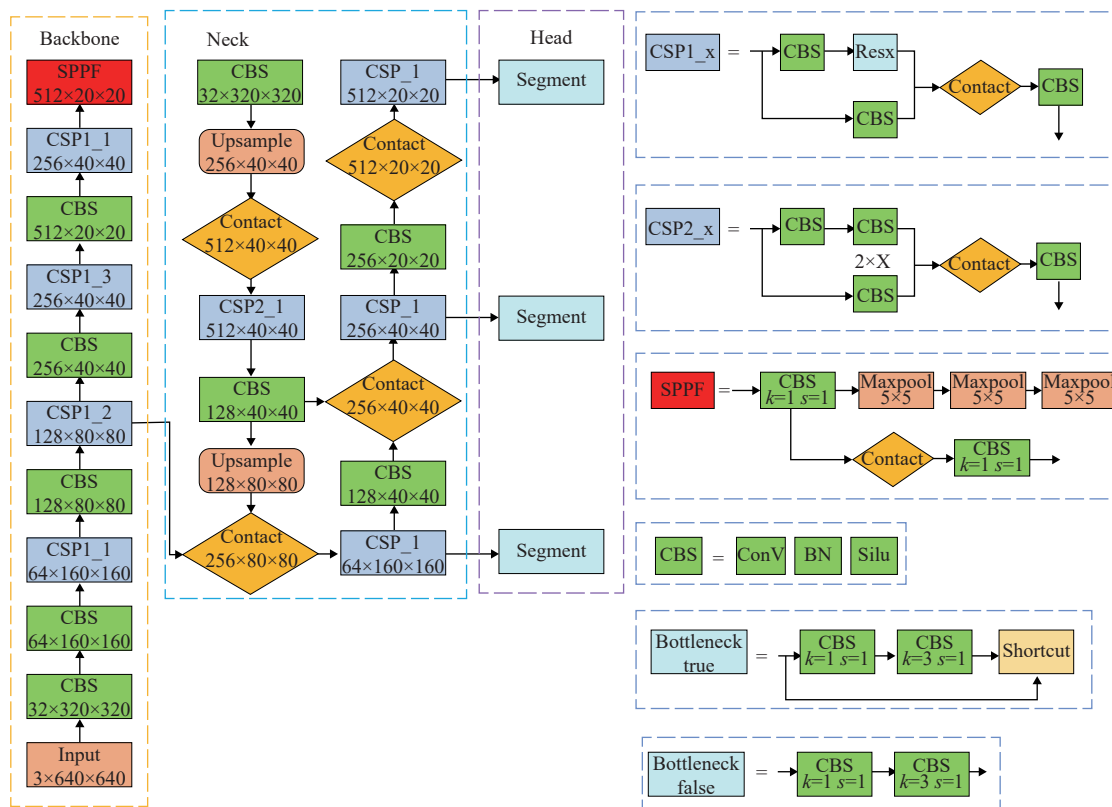 Backbone
SPPF
512×20×20
CSP1_1
256×40×40
CBS
512×20×20
CSP1_3
256×40×40
CBS
256×40×40
CSP1_2
128×80×80
CBS
128×80×80
CSP1_1
64×160×160
CBS
64×160×160
CBS
32×320×320
Input
3×640×640
Neck
CBS
32×320×320
Upsample
256×40×40
Contact
512×40×40
CSP2_1
512×40×40
CBS
128×40×40
Upsample
128×80×80
Contact
256×80×80
CSP_1
512×20×20
Contact
512×20×20
CBS
256×20×20
CSP_1
256×40×40
Contact
256×40×40
CBS
128×40×40
CSP_1
64×160×160
Head
Segment
Segment
Segment
CSP1_x = CBS Resx
CBS
Contact
CBS
CSP2_x = CBS CBS
2×X
CBS
Contact
CBS
SPPF = CBS
k=1 s=1
Maxpool
5×5
Maxpool
5×5
Maxpool
5×5
Contact
CBS
k=1 s=1
CBS = ConV BN Silu
Bottleneck
true
=
CBS
k=1 s=1
CBS
k=3 s=1
Shortcut
Bottleneck
false
=
CBS
k=1 s=1
CBS
k=3 s=1